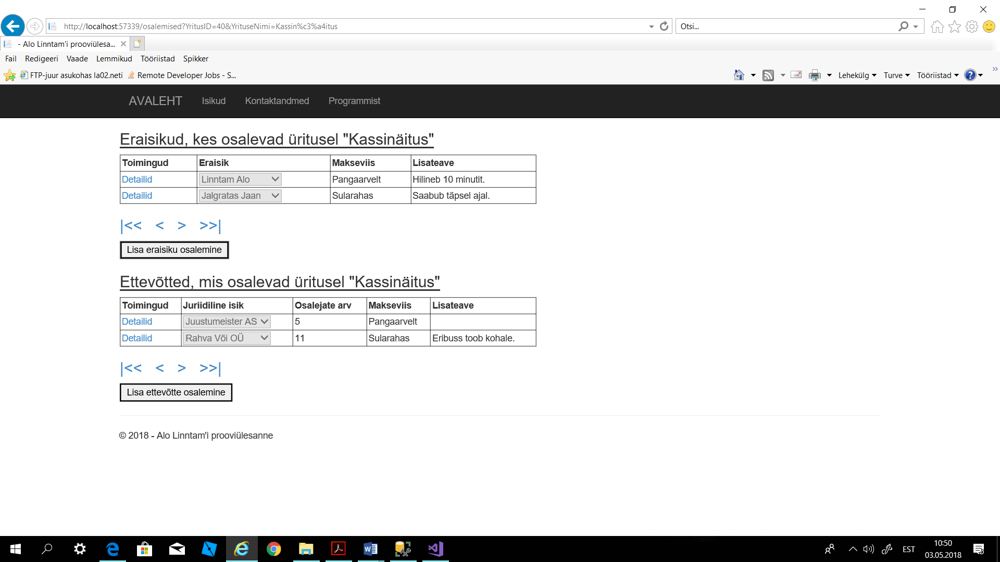 http://localhost:57339/osalemised?YritusID=40&YrituseNimi=Kassin%c3%a4itus
Otsi...
- Alo Linntam'i prooviülesa...
Fail Redigeeri Vaade Lemmikud Tööriistad Spikker
FTP-juur asukohas la02.neti Remote Developer Jobs - S...
Lehekülg Turve Tööriistad
AVALEHT Isikud Kontaktandmed Programmist
Eraisikud, kes osalevad üritusel "Kassinäitus"
Toimingud Eraisik Makseviis Lisateave
Detailid Linntam Alo Pangaarvelt Hilineb 10 minutit.
Detailid Jalgratas Jaan Sularahas Saabub täpsel ajal.
|<< < > >>|
Lisa eraisiku osalemine
Ettevõtted, mis osalevad üritusel "Kassinäitus"
Toimingud Juriidiline isik Osalejate arv Makseviis Lisateave
Detailid Juustumeister AS 5 Pangaarvelt
Detailid Rahva Või OÜ 11 Sularahas Eribuss toob kohale.
|<< < > >>|
Lisa ettevõtte osalemine
© 2018 - Alo Linntam'i prooviülesanne
EST
10:50
03.05.2018